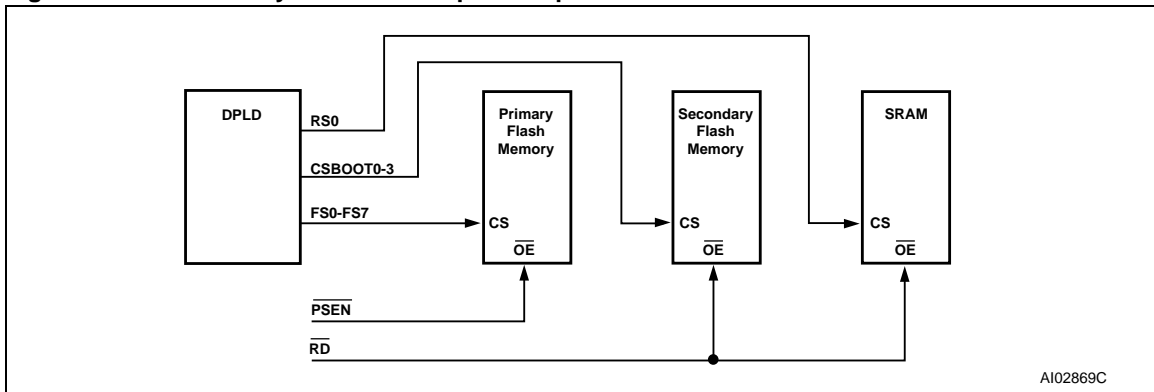 DPLD
RS0
CSBOOT0-3
FS0-FS7
Primary
Flash
Memory
CS
OE
Secondary
Flash
Memory
CS
OE
SRAM
CS
OE
PSEN
RD
AI02869C